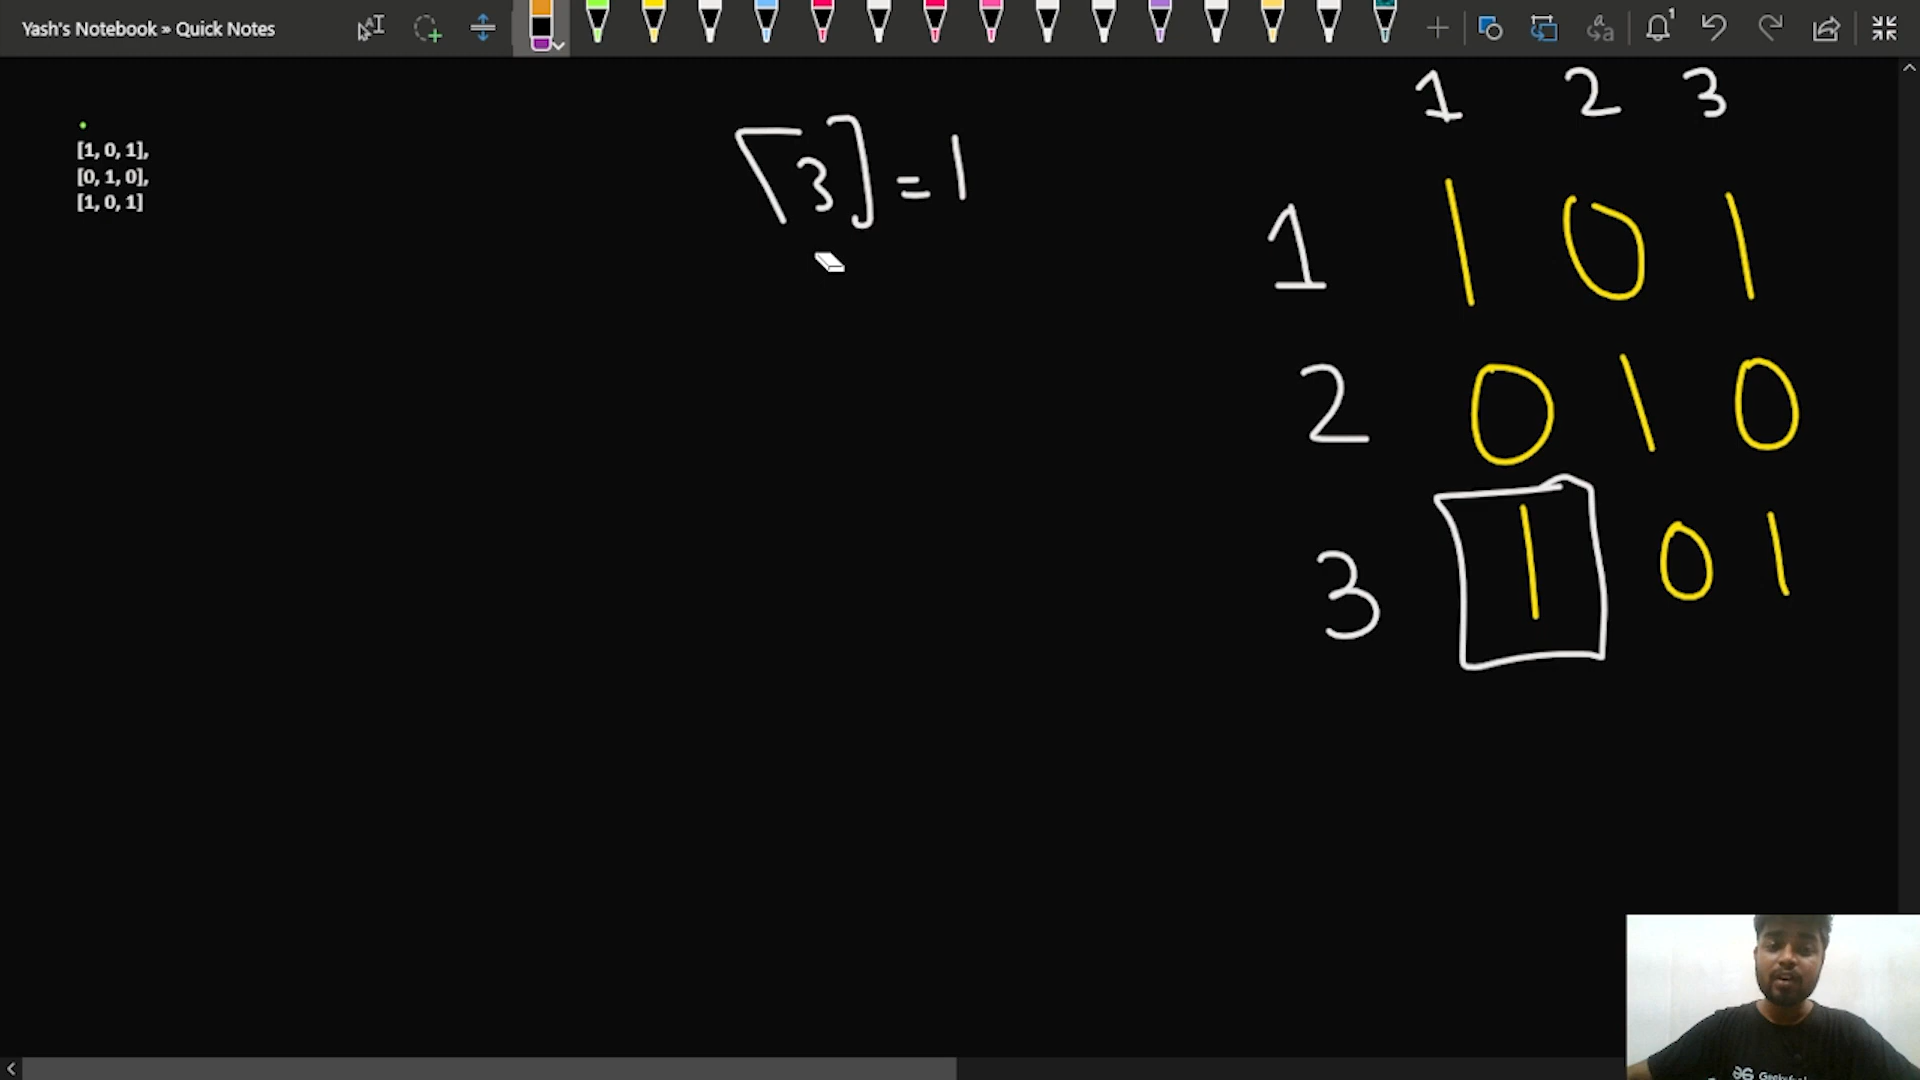 Yash's Notebook » Quick Notes
[1, 0, 1],
[0, 1, 0],
[1, 0, 1]
[3] = 1
1 2 3
1 1 0 1
2 0 1 0
3 1 0 1